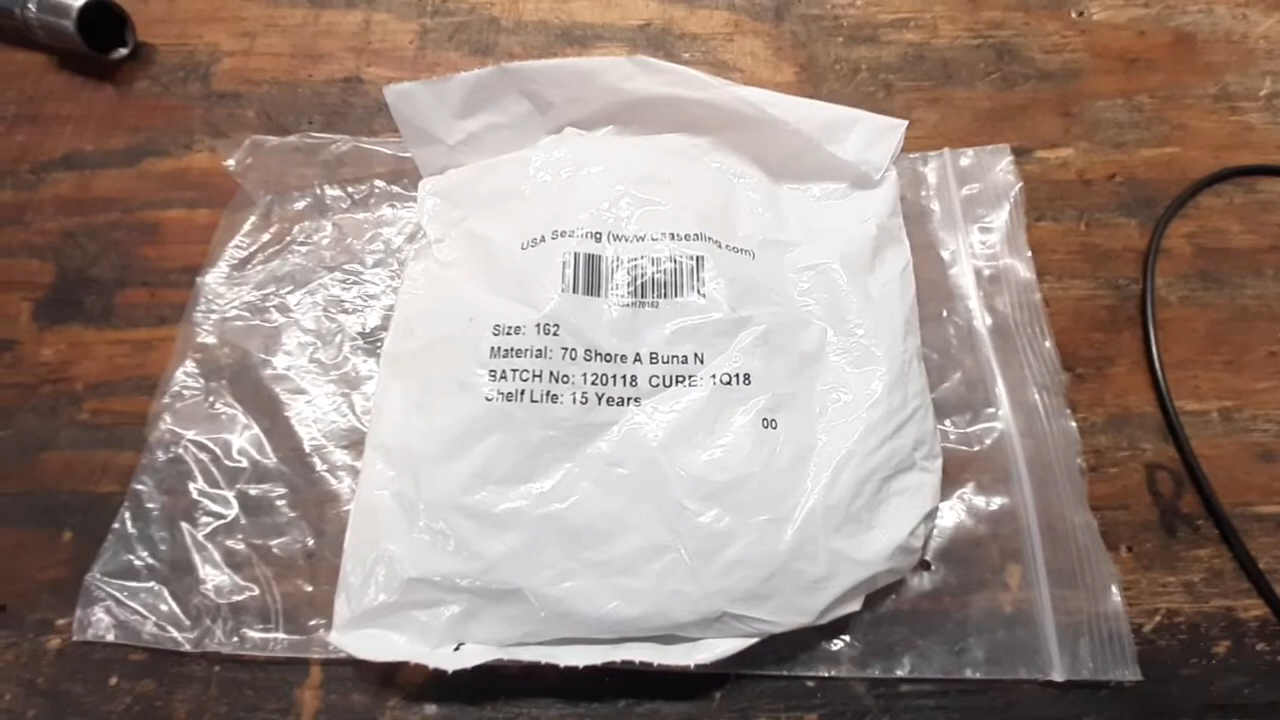 USA Sealing (www.usasealing.com)
Size: 162
Material: 70 Shore A Buna N
BATCH No: 120118 CURE: 1Q18
Shelf Life: 15 Years
00
R